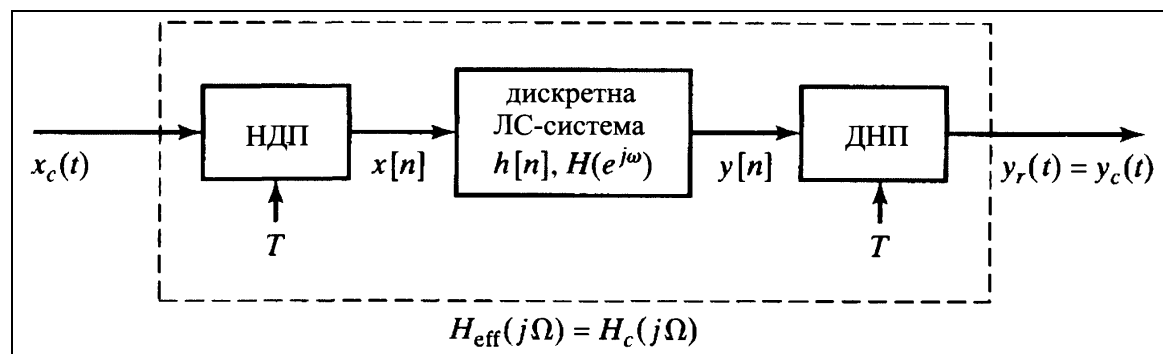 дискретна
НДП ЛС-система ДНП
x_c(t) x[n] h[n], H(e^{jω}) y[n] y_r(t) = y_c(t)
T T
H_eff(jΩ) = H_c(jΩ)